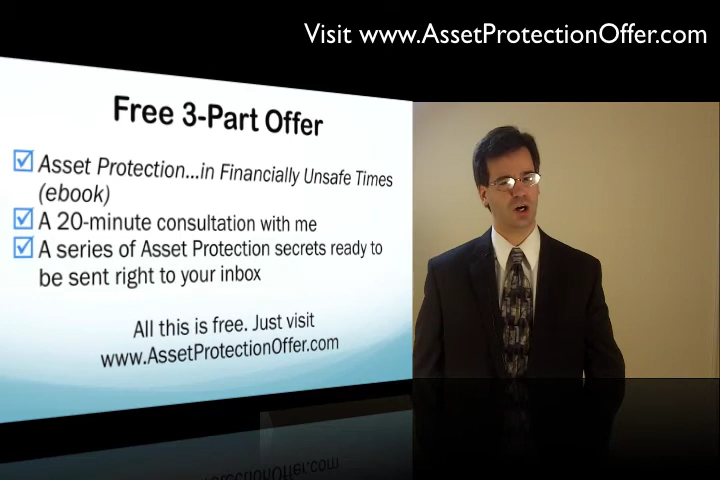 Visit www.AssetProtectionOffer.com
Free 3-Part Offer
Asset Protection...in Financially Unsafe Times
(ebook)
A 20-minute consultation with me
A series of Asset Protection secrets ready to
be sent right to your inbox
All this is free. Just visit
www.AssetProtectionOffer.com